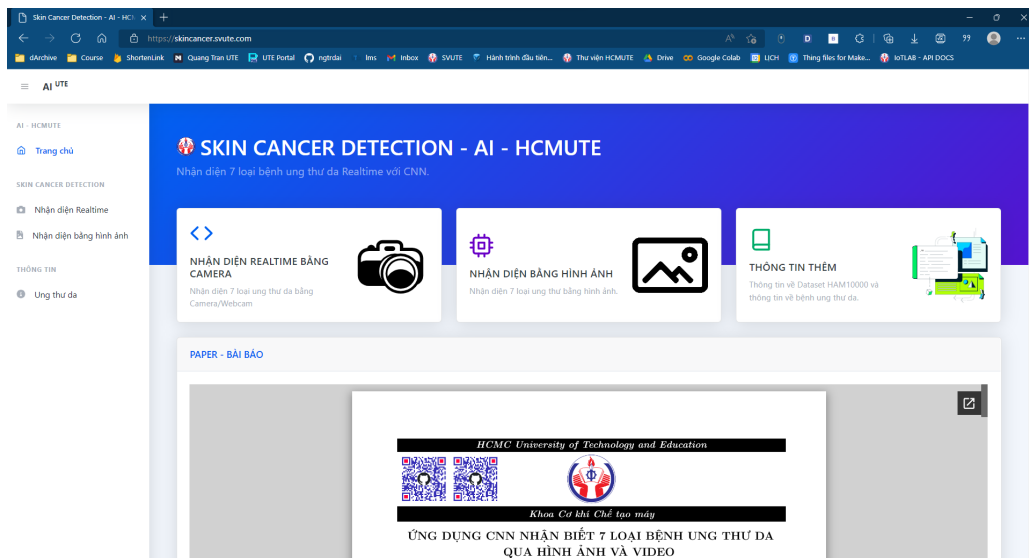 Skin Cancer Detection - AI - HC
https://skincancer.svute.com
dArchive Course ShortenLink Quang Tran UTE UTE Portal ngtrdai lms Inbox SVUTE Hành trình đầu tiên... Thư viện HCMUTE Drive Google Colab LỊCH Thing files for Make... IoTLAB - API DOCS
AI UTE
AI - HCMUTE
Trang chủ
SKIN CANCER DETECTION
Nhận diện Realtime
Nhận diện bằng hình ảnh
THÔNG TIN
Ung thư da
SKIN CANCER DETECTION - AI - HCMUTE
Nhận diện 7 loại bệnh ung thư da Realtime với CNN.
NHẬN DIỆN REALTIME BẰNG
CAMERA
Nhận diện 7 loại ung thư da bằng
Camera/Webcam
NHẬN DIỆN BẰNG HÌNH ẢNH
Nhận diện 7 loại ung thư bằng hình ảnh.
THÔNG TIN THÊM
Thông tin về Dataset HAM10000 và
thông tin về bệnh ung thư da.
PAPER - BÀI BÁO
HCMC University of Technology and Education
Khoa Cơ khí Chế tạo máy
ỨNG DỤNG CNN NHẬN BIẾT 7 LOẠI BỆNH UNG THƯ DA
QUA HÌNH ẢNH VÀ VIDEO